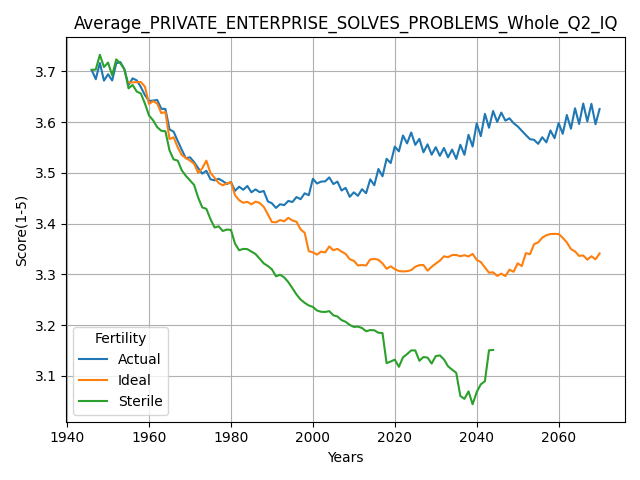 Average_PRIVATE_ENTERPRISE_SOLVES_PROBLEMS_Whole_Q2_IQ
Score(1-5)
3.7
3.6
3.5
3.4
3.3
3.2
3.1
Fertility
Actual
Ideal
Sterile
1940 1960 1980 2000 2020 2040 2060
Years